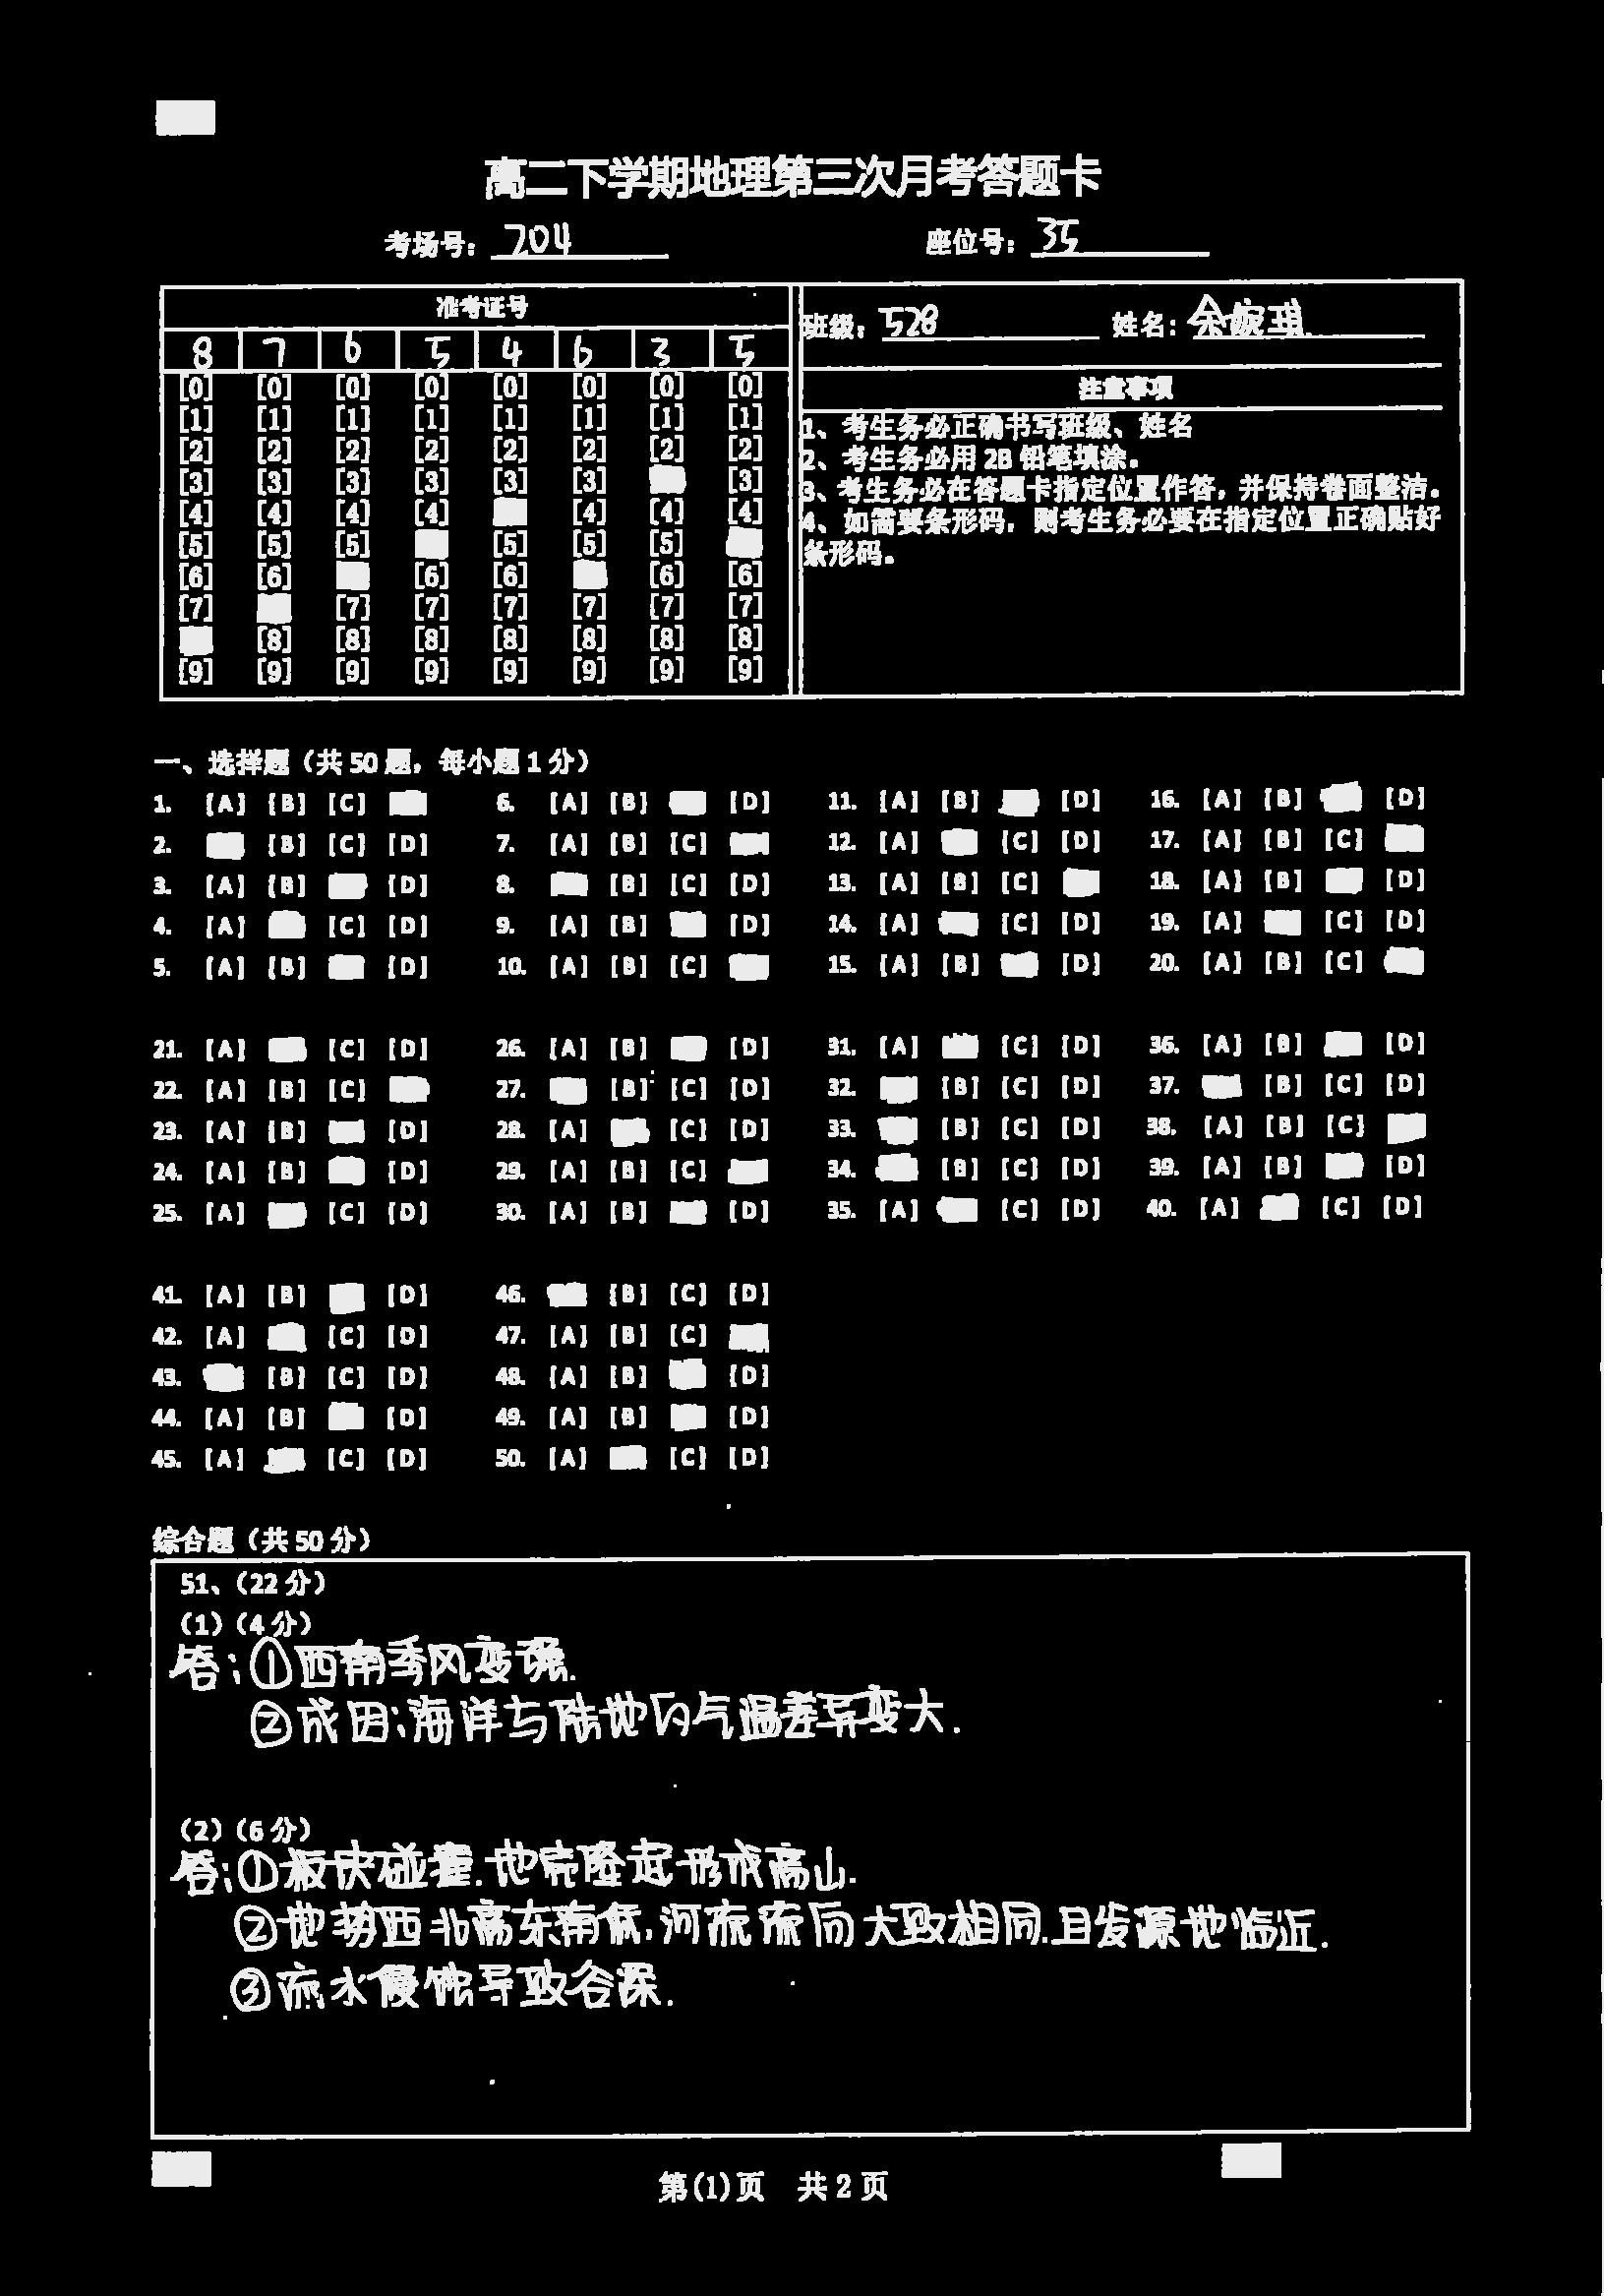 高二下学期地理第三次月考答题卡
考场号：704 座位号：35
准考证号
8 7 6 5 4 6 3 5
[0] [0] [0] [0] [0] [0] [0] [0]
[1] [1] [1] [1] [1] [1] [1] [1]
[2] [2] [2] [2] [2] [2] [2] [2]
[3] [3] [3] [3] [3] [3] [3]
[4] [4] [4] [4] [4] [4] [4]
[5] [5] [5] [5] [5] [5]
[6] [6] [6] [6] [6] [6]
[7] [7] [7] [7] [7] [7] [7]
[8] [8] [8] [8] [8] [8] [8]
[9] [9] [9] [9] [9] [9] [9] [9]
班级：528 姓名：余婉琪
注意事项
1、考生务必正确书写班级、姓名
2、考生务必用 2B 铅笔填涂。
3、考生务必在答题卡指定位置作答，并保持卷面整洁。
4、如需要条形码，则考生务必要在指定位置正确贴好
条形码。
一、选择题（共 50 题，每小题 1 分）
1. [A] [B] [C] 6. [A] [B] [D] 11. [A] [B] [D] 16. [A] [B] [D]
2. [B] [C] [D] 7. [A] [B] [C] 12. [A] [C] [D] 17. [A] [B] [C]
3. [A] [B] [D] 8. [B] [C] [D] 13. [A] [B] [C] 18. [A] [B] [D]
4. [A] [C] [D] 9. [A] [B] [D] 14. [A] [C] [D] 19. [A] [C] [D]
5. [A] [B] [D] 10. [A] [B] [C] 15. [A] [B] [D] 20. [A] [B] [C]
21. [A] [C] [D] 26. [A] [B] [D] 31. [A] [C] [D] 36. [A] [B] [D]
22. [A] [B] [C] 27. [B] [C] [D] 32. [B] [C] [D] 37. [B] [C] [D]
23. [A] [B] [D] 28. [A] [C] [D] 33. [B] [C] [D] 38. [A] [B] [C]
24. [A] [B] [D] 29. [A] [B] [C] 34. [B] [C] [D] 39. [A] [B] [D]
25. [A] [C] [D] 30. [A] [B] [D] 35. [A] [C] [D] 40. [A] [C] [D]
41. [A] [B] [D] 46. [B] [C] [D]
42. [A] [C] [D] 47. [A] [B] [C]
43. [B] [C] [D] 48. [A] [B] [D]
44. [A] [B] [D] 49. [A] [B] [D]
45. [A] [C] [D] 50. [A] [C] [D]
综合题（共 50 分）
51、（22 分）
（1）（4 分）
答：①西南季风变强.
②成因：海洋与陆地的气温差异变大.
（2）（6 分）
答：①板块碰撞.地壳隆起形成高山.
②地势西北高东南低，河流流向大致相同.且发源地临近.
③流水侵蚀导致谷深.
第(1)页 共 2 页